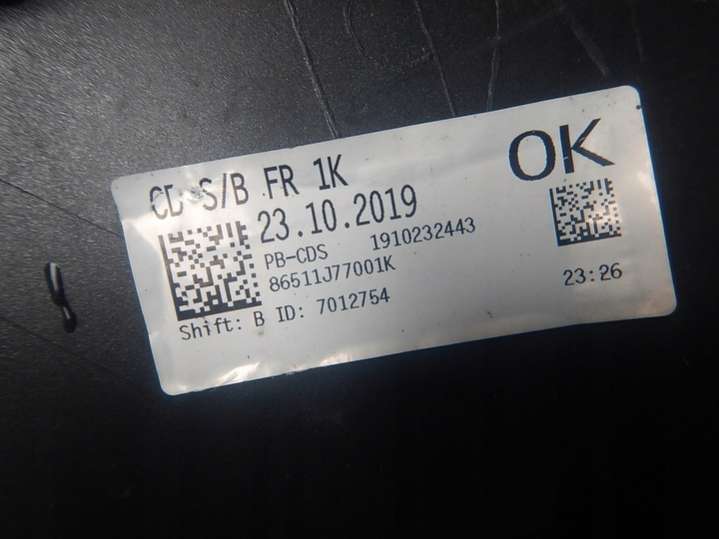 CD S/B FR 1K
OK
23.10.2019
PB-CDS 1910232443
86511J77001K
23:26
Shift: B ID: 7012754